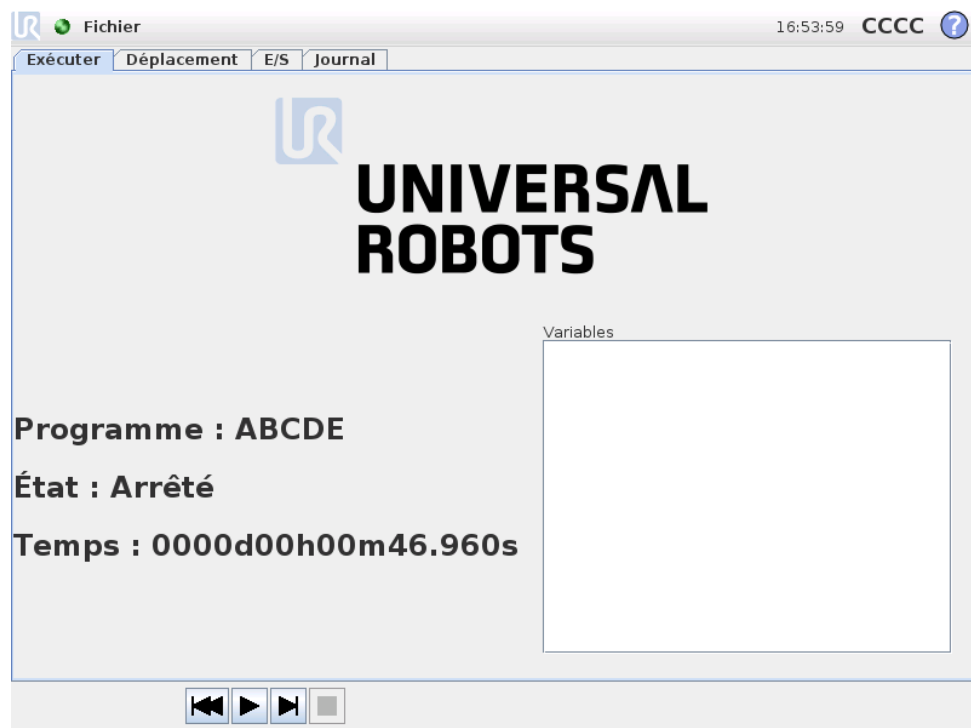 Fichier 16:53:59 CCCC ?
Exécuter Déplacement E/S Journal
UNIVERSAL
ROBOTS
Variables
Programme : ABCDE
État : Arrêté
Temps : 0000d00h00m46.960s